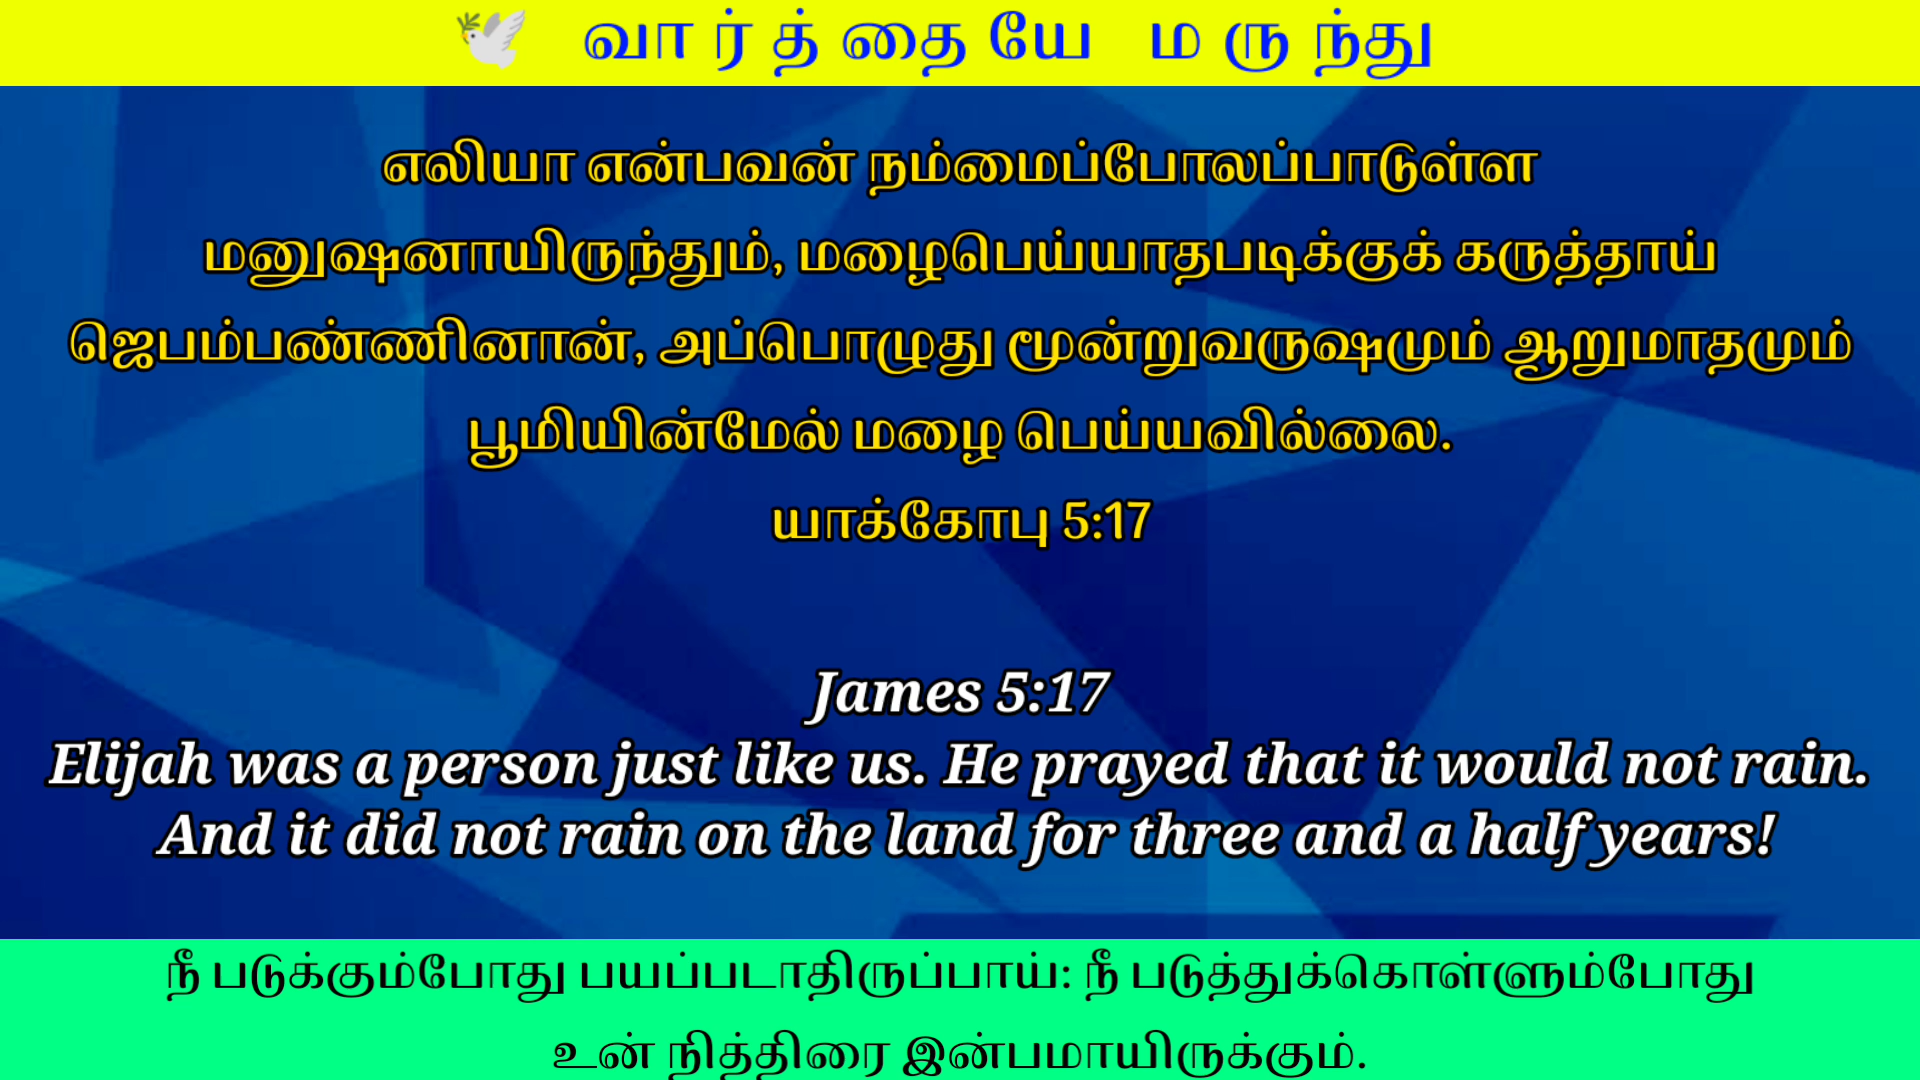 🕊️ வார்த்தையே மருந்து
எலியா என்பவன் நம்மைப்போலப்பாடுள்ள
மனுஷனாயிருந்தும், மழைபெய்யாதபடிக்குக் கருத்தாய்
ஜெபம்பண்ணினான், அப்பொழுது மூன்றுவருஷமும் ஆறுமாதமும்
பூமியின்மேல் மழை பெய்யவில்லை.
யாக்கோபு 5:17
James 5:17
Elijah was a person just like us. He prayed that it would not rain.
And it did not rain on the land for three and a half years!
நீ படுக்கும்போது பயப்படாதிருப்பாய்: நீ படுத்துக்கொள்ளும்போது
உன் நித்திரை இன்பமாயிருக்கும்.